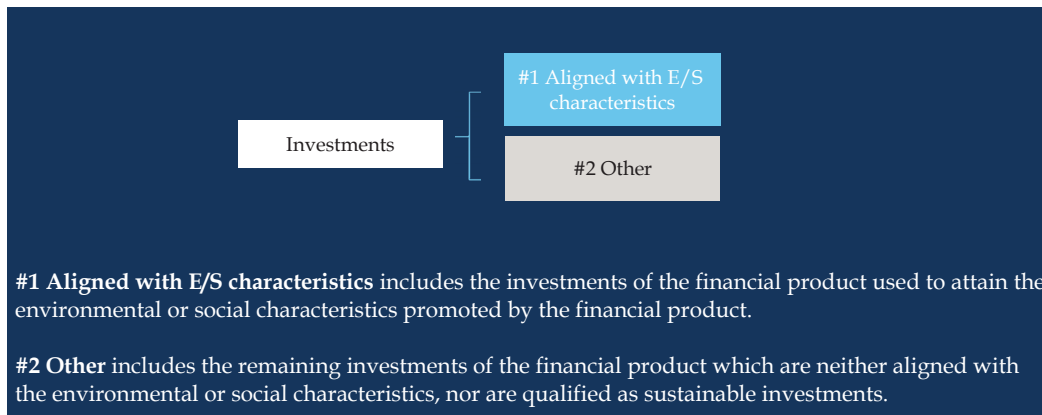 #1 Aligned with E/S
characteristics
Investments
#2 Other
#1 Aligned with E/S characteristics includes the investments of the financial product used to attain the
environmental or social characteristics promoted by the financial product.
#2 Other includes the remaining investments of the financial product which are neither aligned with
the environmental or social characteristics, nor are qualified as sustainable investments.